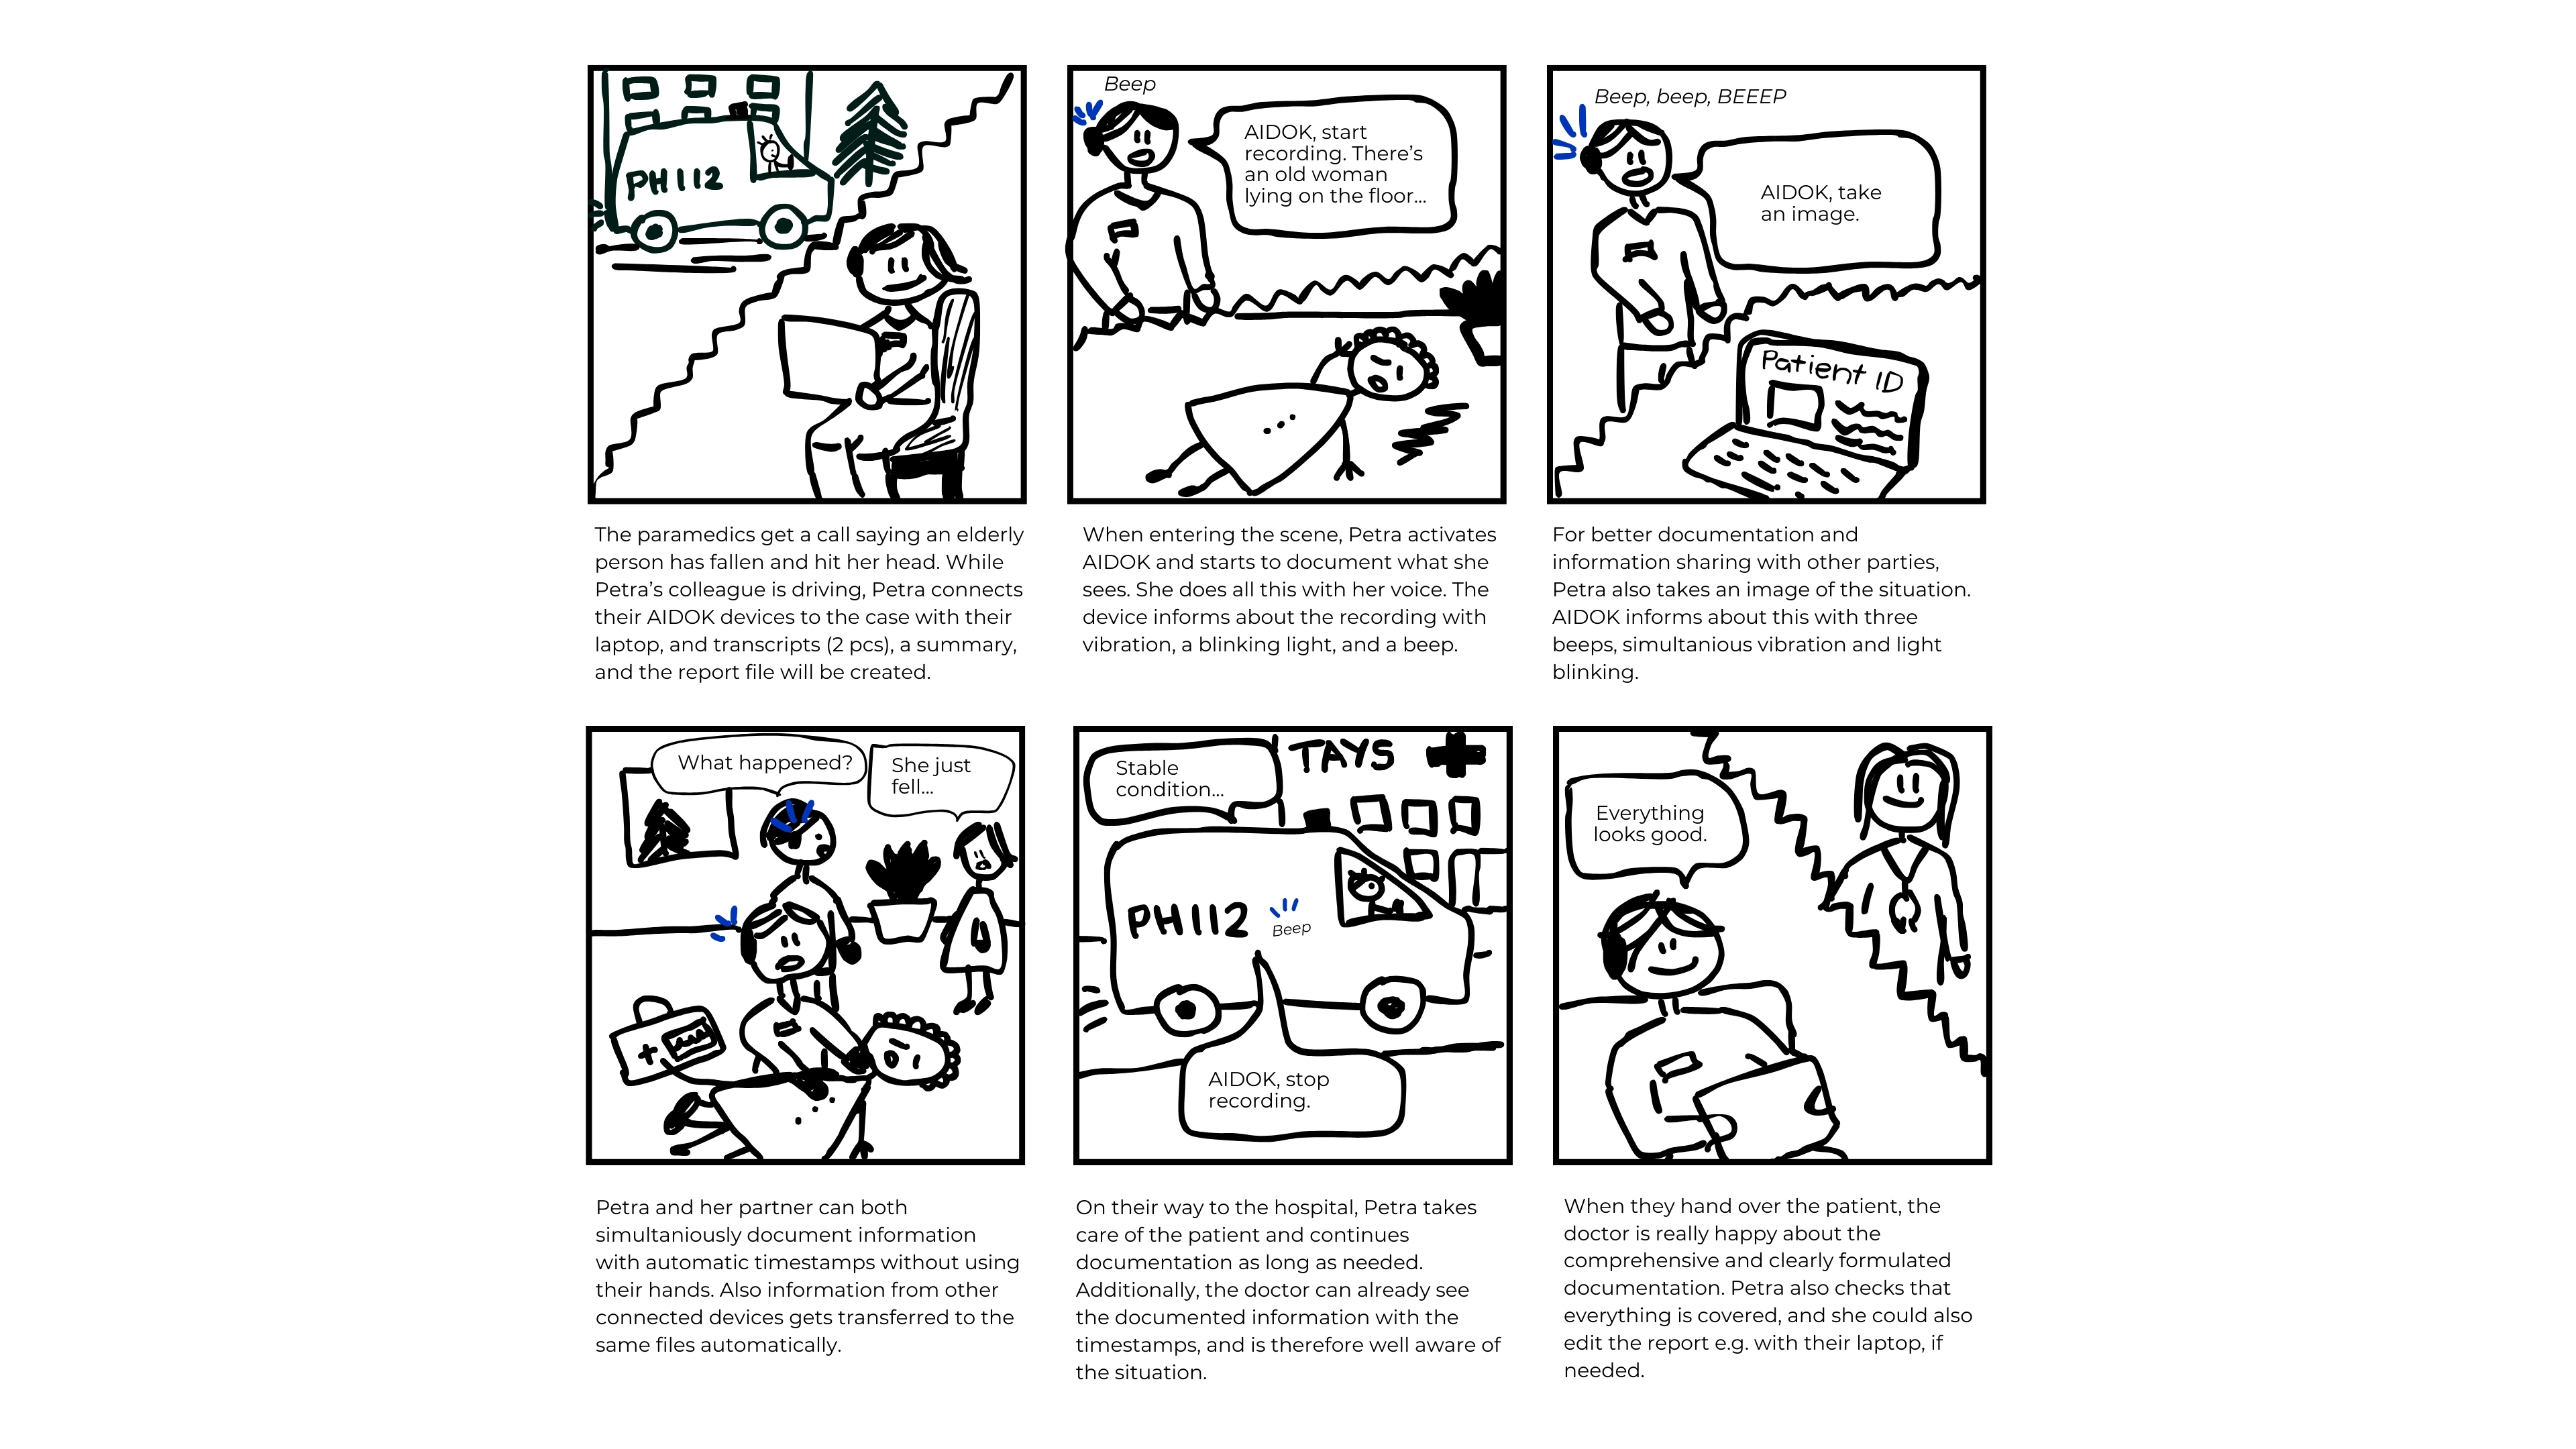 PH112
The paramedics get a call saying an elderly
person has fallen and hit her head. While
Petra’s colleague is driving, Petra connects
their AIDOK devices to the case with their
laptop, and transcripts (2 pcs), a summary,
and the report file will be created.
Beep
AIDOK, start
recording. There’s
an old woman
lying on the floor...
When entering the scene, Petra activates
AIDOK and starts to document what she
sees. She does all this with her voice. The
device informs about the recording with
vibration, a blinking light, and a beep.
Beep, beep, BEEEP
AIDOK, take
an image.
Patient ID
For better documentation and
information sharing with other parties,
Petra also takes an image of the situation.
AIDOK informs about this with three
beeps, simultanious vibration and light
blinking.
What happened?
She just
fell...
Petra and her partner can both
simultaniously document information
with automatic timestamps without using
their hands. Also information from other
connected devices gets transferred to the
same files automatically.
Stable
condition...
TAYS
PH112
Beep
AIDOK, stop
recording.
On their way to the hospital, Petra takes
care of the patient and continues
documentation as long as needed.
Additionally, the doctor can already see
the documented information with the
timestamps, and is therefore well aware of
the situation.
Everything
looks good.
When they hand over the patient, the
doctor is really happy about the
comprehensive and clearly formulated
documentation. Petra also checks that
everything is covered, and she could also
edit the report e.g. with their laptop, if
needed.